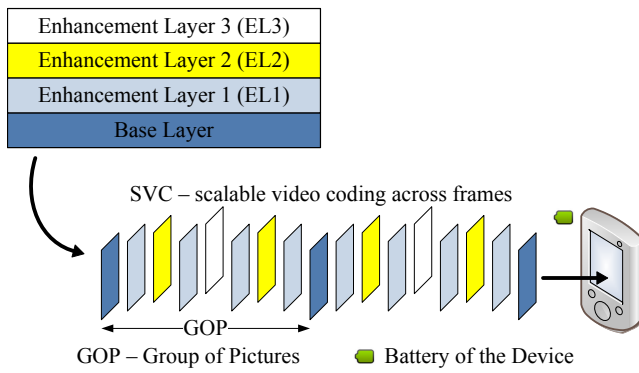 Enhancement Layer 3 (EL3)
Enhancement Layer 2 (EL2)
Enhancement Layer 1 (EL1)
Base Layer
SVC – scalable video coding across frames
GOP
GOP – Group of Pictures
Battery of the Device